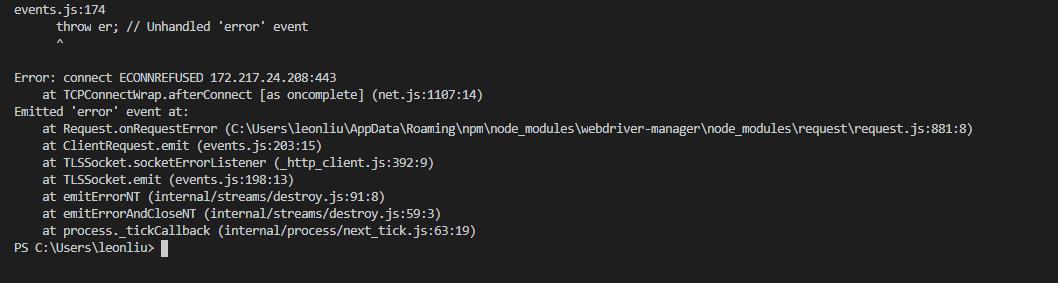 events.js:174
      throw er; // Unhandled 'error' event
      ^

Error: connect ECONNREFUSED 172.217.24.208:443
    at TCPConnectWrap.afterConnect [as oncomplete] (net.js:1107:14)
Emitted 'error' event at:
    at Request.onRequestError (C:\Users\leonliu\AppData\Roaming\npm\node_modules\webdriver-manager\node_modules\request\request.js:881:8)
    at ClientRequest.emit (events.js:203:15)
    at TLSSocket.socketErrorListener (_http_client.js:392:9)
    at TLSSocket.emit (events.js:198:13)
    at emitErrorNT (internal/streams/destroy.js:91:8)
    at emitErrorAndCloseNT (internal/streams/destroy.js:59:3)
    at process._tickCallback (internal/process/next_tick.js:63:19)
PS C:\Users\leonliu>